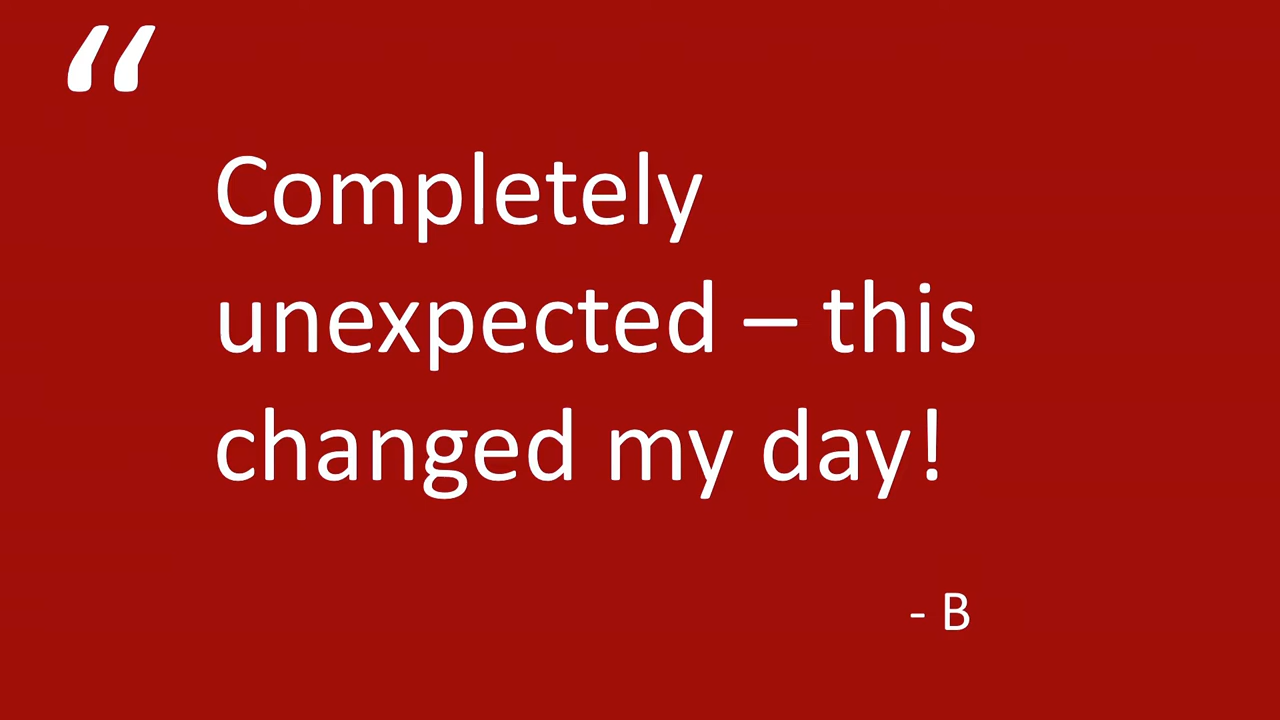 “
Completely
unexpected – this
changed my day!
- B